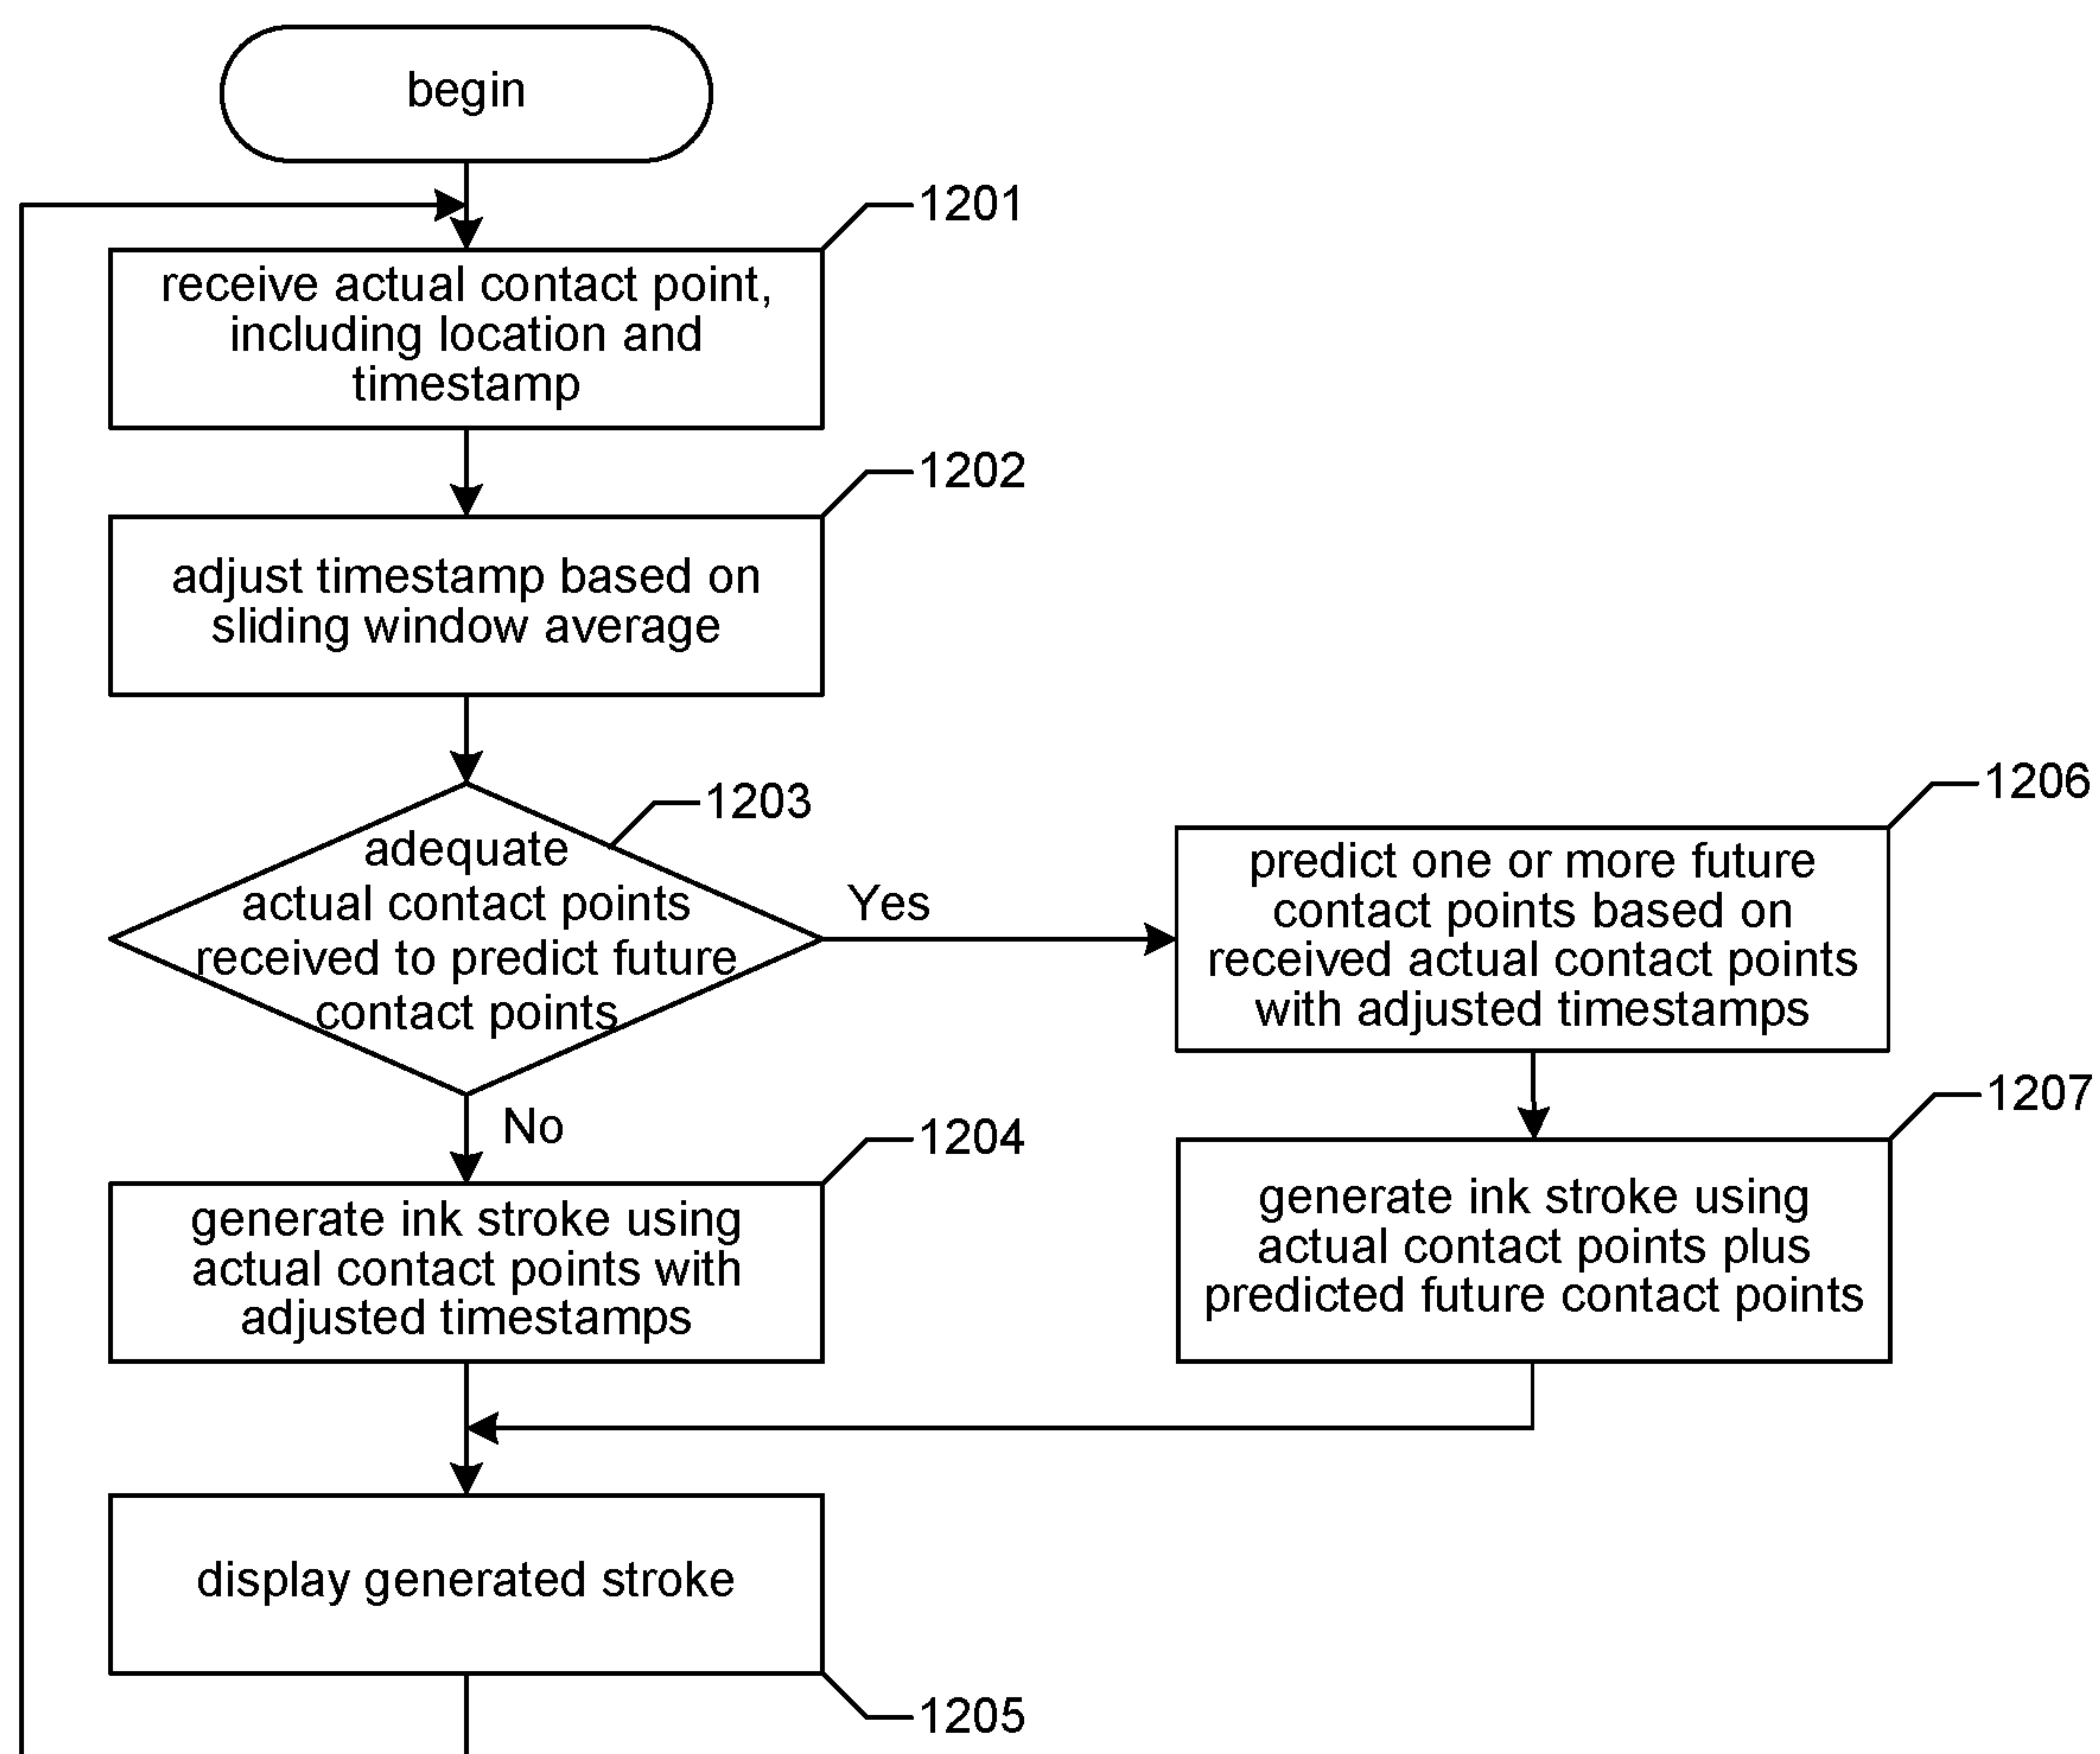 begin
1201
receive actual contact point,
including location and
timestamp
1202
adjust timestamp based on
sliding window average
1203
adequate
actual contact points
received to predict future
contact points
Yes
1206
predict one or more future
contact points based on
received actual contact points
with adjusted timestamps
No
1204
generate ink stroke using
actual contact points with
adjusted timestamps
1207
generate ink stroke using
actual contact points plus
predicted future contact points
display generated stroke
1205